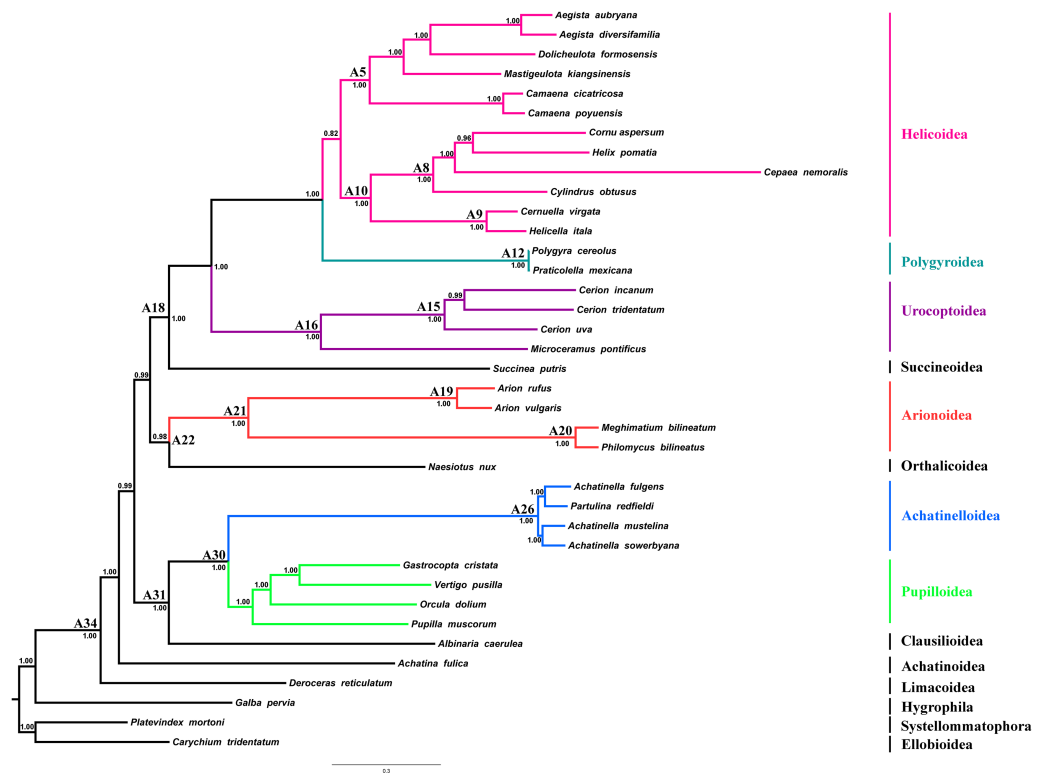 Aegista aubryana
1.00
Aegista diversifamilia
1.00
Dolicheulota formosensis
1.00
A5
1.00
Mastigeulota kiangsinensis
Camaena cicatricosa
1.00
Camaena poyuensis
0.82
Cornu aspersum
0.96
Helix pomatia
1.00
A8
1.00
Cepaea nemoralis
Cylindrus obtusus
A10
1.00
Cernuella virgata
A9
1.00
Helicella itala
1.00
Polygyra cereolus
A12
1.00
Praticolella mexicana
1.00
Cerion incanum
0.99
Cerion tridentatum
A15
1.00
Cerion uva
A16
1.00
Microceramus pontificus
A18
1.00
Succinea putris
0.99
Arion rufus
A19
1.00
Arion vulgaris
A21
1.00
Meghimatium bilineatum
A20
1.00
Philomycus bilineatus
0.98
A22
Naesiotus nux
0.99
Achatinella fulgens
1.00
Partulina redfieldi
A26
1.00
Achatinella mustelina
1.00
Achatinella sowerbyana
A30
1.00
Gastrocopta cristata
1.00
Vertigo pusilla
1.00
Orcula dolium
1.00
Pupilla muscorum
A31
1.00
Albinaria caerulea
1.00
Achatina fulica
A34
1.00
Deroceras reticulatum
1.00
Galba pervia
Platevindex mortoni
1.00
Carychium tridentatum
Helicoidea
Polygyroidea
Urocoptoidea
Succineoidea
Arionoidea
Orthalicoidea
Achatinelloidea
Pupilloidea
Clausilioidea
Achatinoidea
Limacoidea
Hygrophila
Systellommatophora
Ellobioidea
0.3